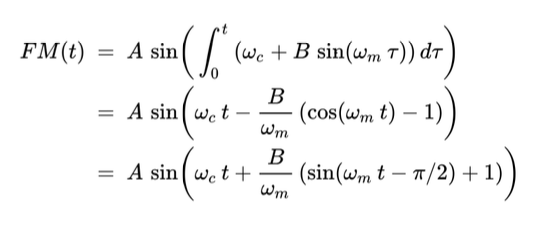 FM(t) = A sin(∫₀ᵗ (ω_c + B sin(ω_m τ)) dτ)
= A sin(ω_c t − B/ω_m (cos(ω_m t) − 1))
= A sin(ω_c t + B/ω_m (sin(ω_m t − π/2) + 1))